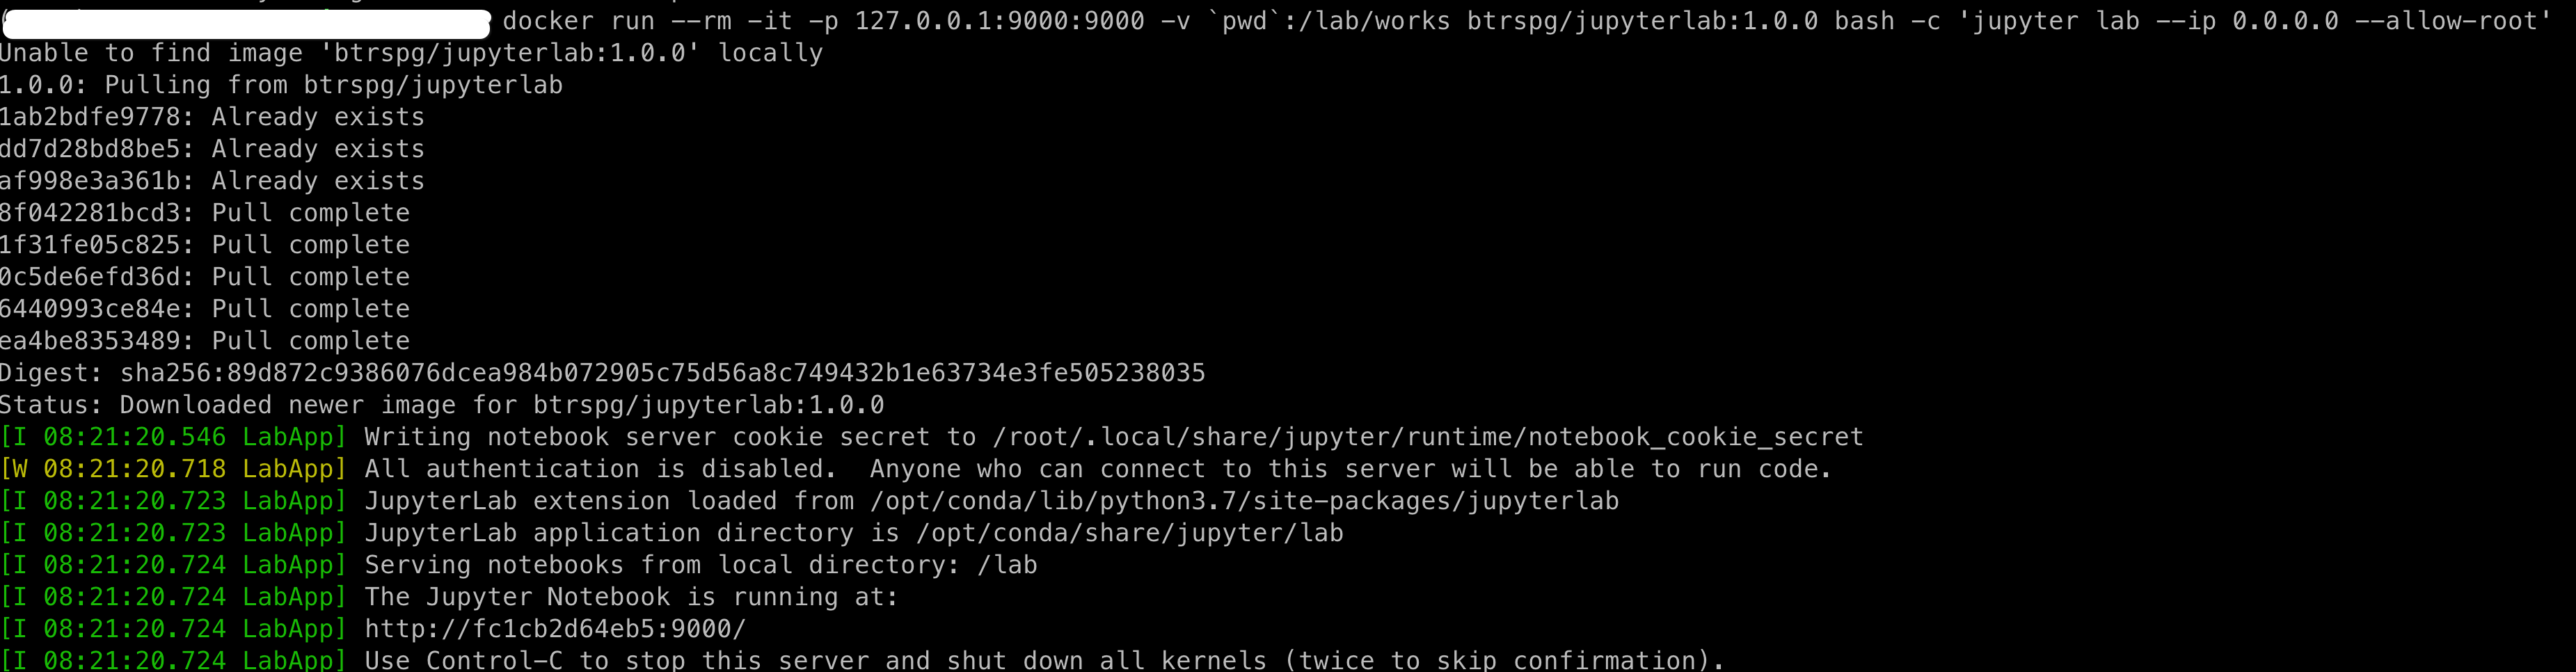 docker run --rm -it -p 127.0.0.1:9000:9000 -v `pwd`:/lab/works btrspg/jupyterlab:1.0.0 bash -c 'jupyter lab --ip 0.0.0.0 --allow-root'
Unable to find image 'btrspg/jupyterlab:1.0.0' locally
1.0.0: Pulling from btrspg/jupyterlab
1ab2bdfe9778: Already exists
dd7d28bd8be5: Already exists
af998e3a361b: Already exists
8f042281bcd3: Pull complete
1f31fe05c825: Pull complete
0c5de6efd36d: Pull complete
6440993ce84e: Pull complete
ea4be8353489: Pull complete
Digest: sha256:89d872c9386076dcea984b072905c75d56a8c749432b1e63734e3fe505238035
Status: Downloaded newer image for btrspg/jupyterlab:1.0.0
[I 08:21:20.546 LabApp] Writing notebook server cookie secret to /root/.local/share/jupyter/runtime/notebook_cookie_secret
[W 08:21:20.718 LabApp] All authentication is disabled.  Anyone who can connect to this server will be able to run code.
[I 08:21:20.723 LabApp] JupyterLab extension loaded from /opt/conda/lib/python3.7/site-packages/jupyterlab
[I 08:21:20.723 LabApp] JupyterLab application directory is /opt/conda/share/jupyter/lab
[I 08:21:20.724 LabApp] Serving notebooks from local directory: /lab
[I 08:21:20.724 LabApp] The Jupyter Notebook is running at:
[I 08:21:20.724 LabApp] http://fc1cb2d64eb5:9000/
[I 08:21:20.724 LabApp] Use Control-C to stop this server and shut down all kernels (twice to skip confirmation).